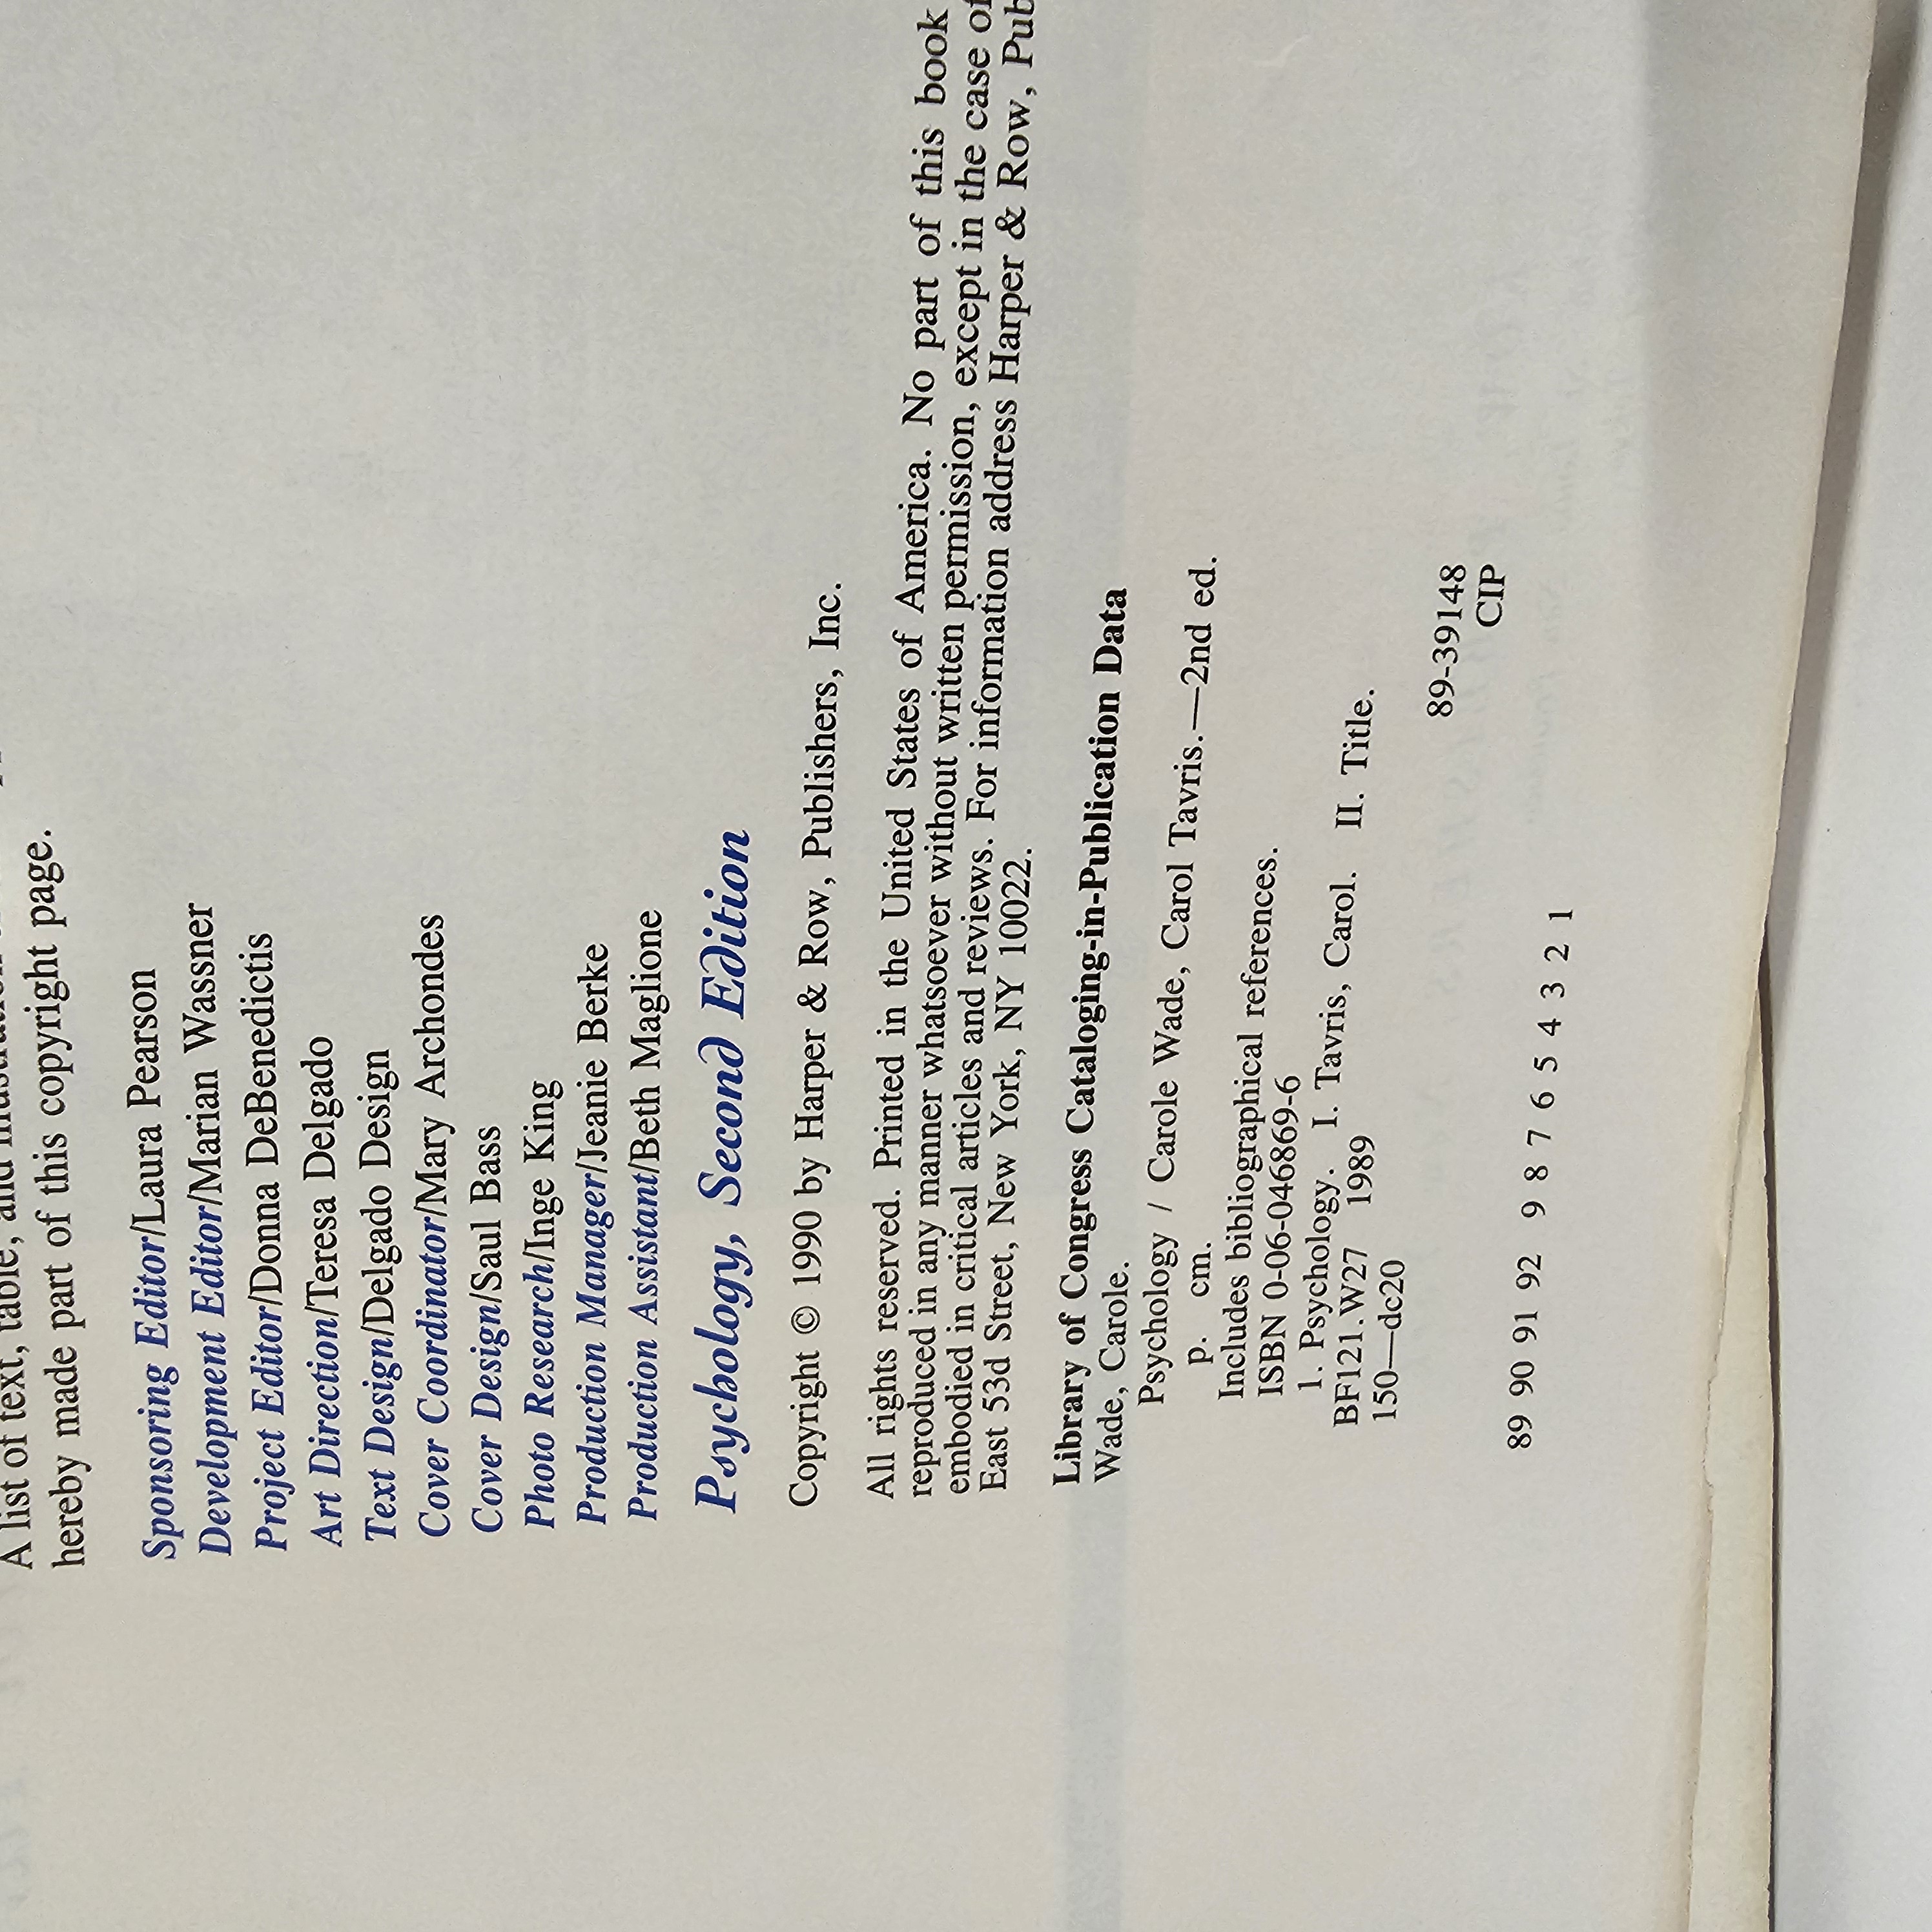 A list of text, table, and
hereby made part of this copyright page.
Sponsoring Editor/Laura Pearson
Development Editor/Marian Wassner
Project Editor/Donna DeBenedictis
Art Direction/Teresa Delgado
Text Design/Delgado Design
Cover Coordinator/Mary Archondes
Cover Design/Saul Bass
Photo Research/Inge King
Production Manager/Jeanie Berke
Production Assistant/Beth Maglione
Psychology, Second Edition
Copyright © 1990 by Harper & Row, Publishers, Inc.
All rights reserved. Printed in the United States of America. No part of this book
reproduced in any manner whatsoever without written permission, except in the case of
embodied in critical articles and reviews. For information address Harper & Row, Pub
East 53d Street, New York, NY 10022.
Library of Congress Cataloging-in-Publication Data
Wade, Carole.
Psychology / Carole Wade, Carol Tavris.—2nd ed.
p. cm.
Includes bibliographical references.
ISBN 0-06-046869-6
1. Psychology. I. Tavris, Carol. II. Title.
BF121.W27 1989
150—dc20
89-39148
CIP
89 90 91 92 9 8 7 6 5 4 3 2 1